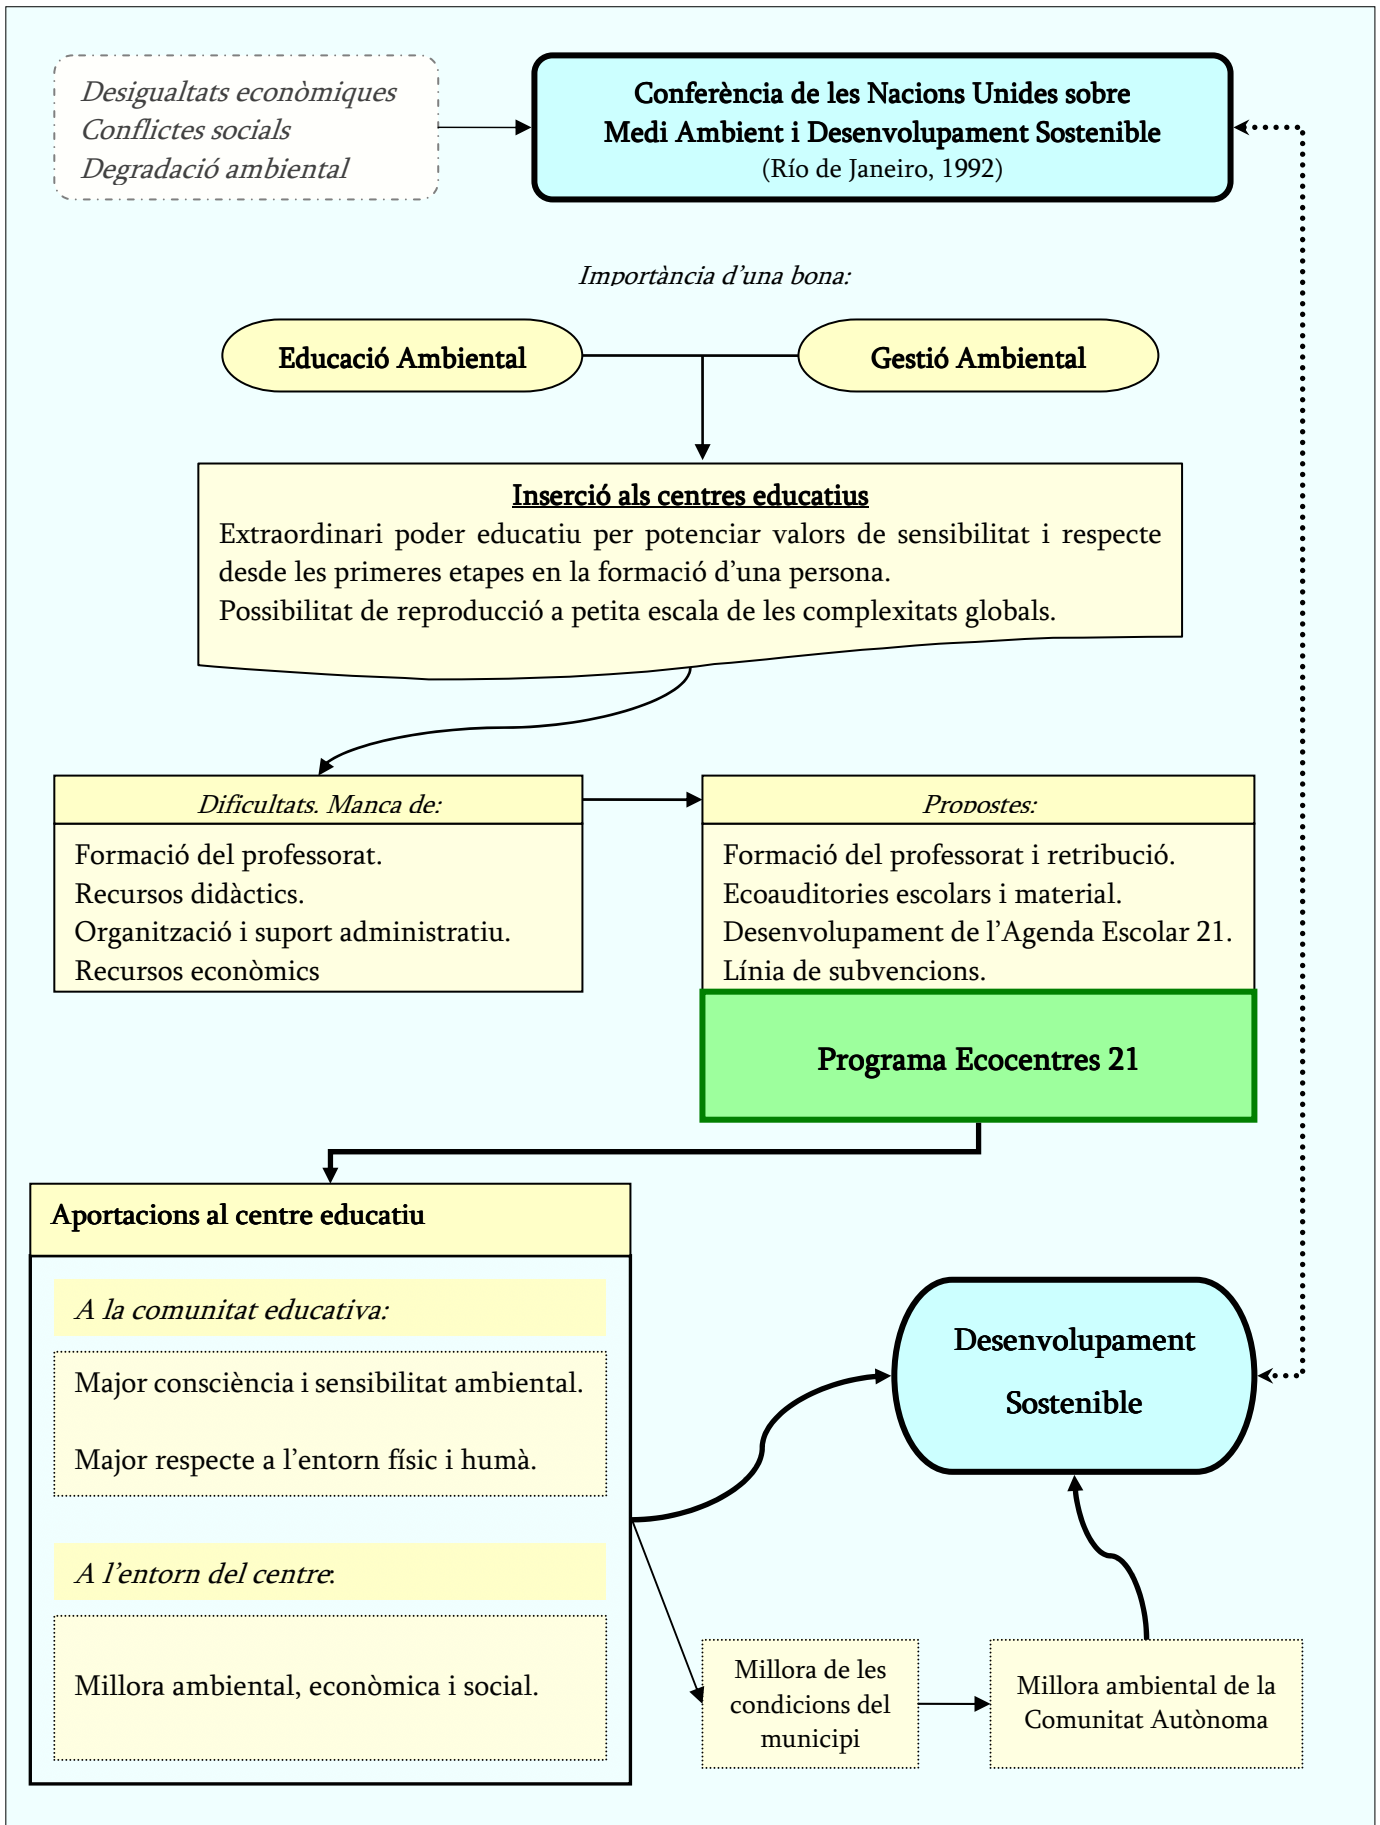 Desigualtats econòmiques
Conflictes socials
Degradació ambiental
Conferència de les Nacions Unides sobre
Medi Ambient i Desenvolupament Sostenible
(Río de Janeiro, 1992)
Importància d’una bona:
Educació Ambiental
Gestió Ambiental
Inserció als centres educatius
Extraordinari poder educatiu per potenciar valors de sensibilitat i respecte
desde les primeres etapes en la formació d’una persona.
Possibilitat de reproducció a petita escala de les complexitats globals.
Dificultats. Manca de:
Formació del professorat.
Recursos didàctics.
Organització i suport administratiu.
Recursos econòmics
Propostes:
Formació del professorat i retribució.
Ecoauditories escolars i material.
Desenvolupament de l’Agenda Escolar 21.
Línia de subvencions.
Programa Ecocentres 21
Aportacions al centre educatiu
A la comunitat educativa:
Major consciència i sensibilitat ambiental.
Major respecte a l’entorn físic i humà.
A l’entorn del centre:
Millora ambiental, econòmica i social.
Desenvolupament
Sostenible
Millora de les
condicions del
municipi
Millora ambiental de la
Comunitat Autònoma